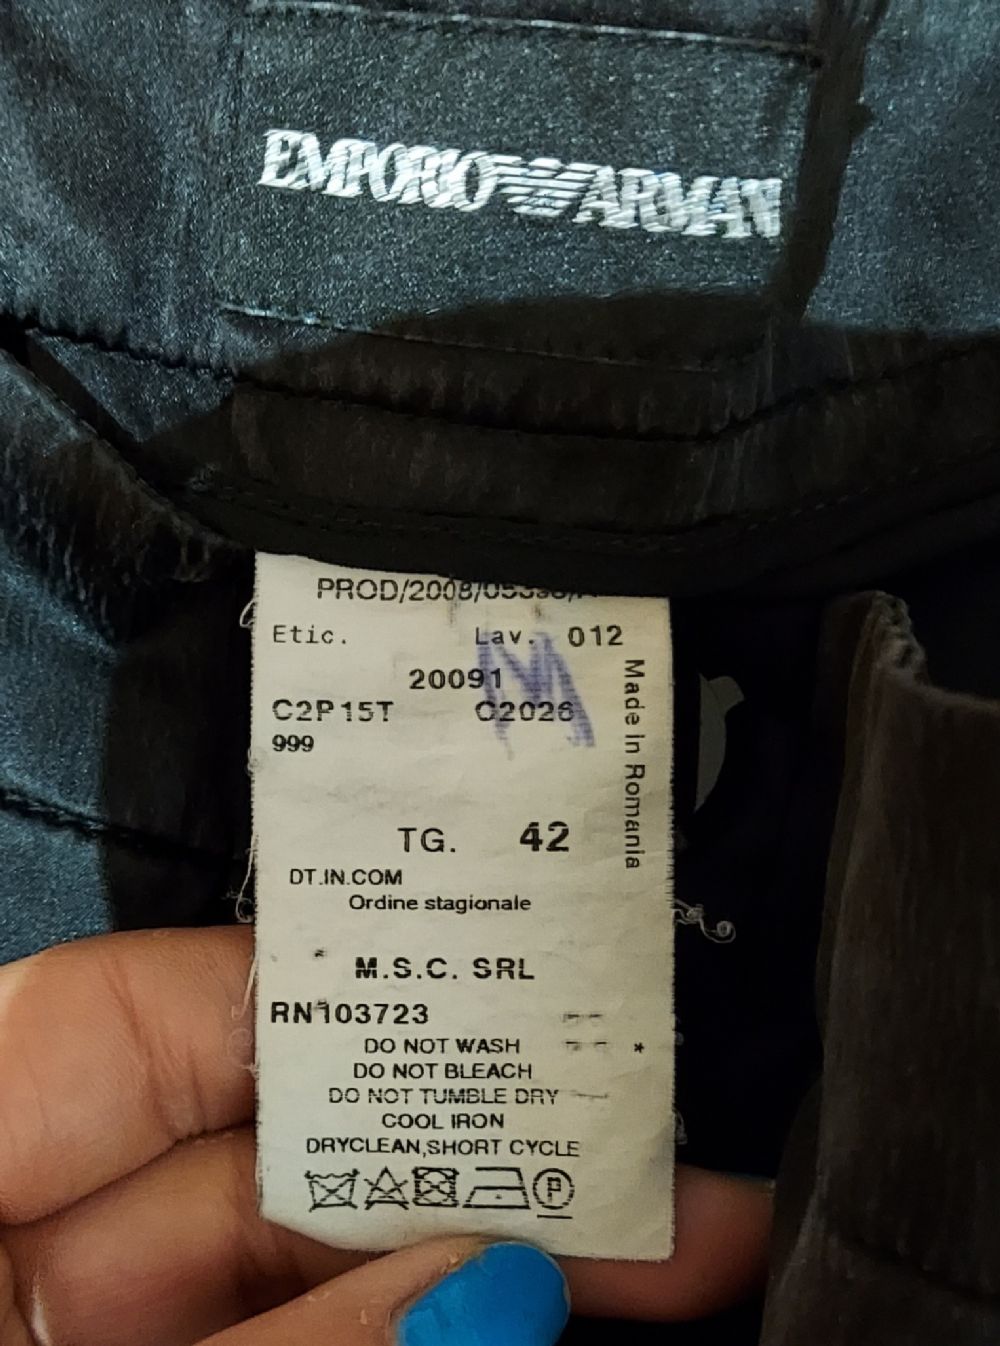 EMPORIO ARMANI
PROD/2008/
Etic. Lav. 012
20091
C2P15T C2026
999
Made in Romania
TG. 42
DT.IN.COM
Ordine stagionale
M.S.C. SRL
RN103723
DO NOT WASH *
DO NOT BLEACH
DO NOT TUMBLE DRY
COOL IRON
DRYCLEAN,SHORT CYCLE
P